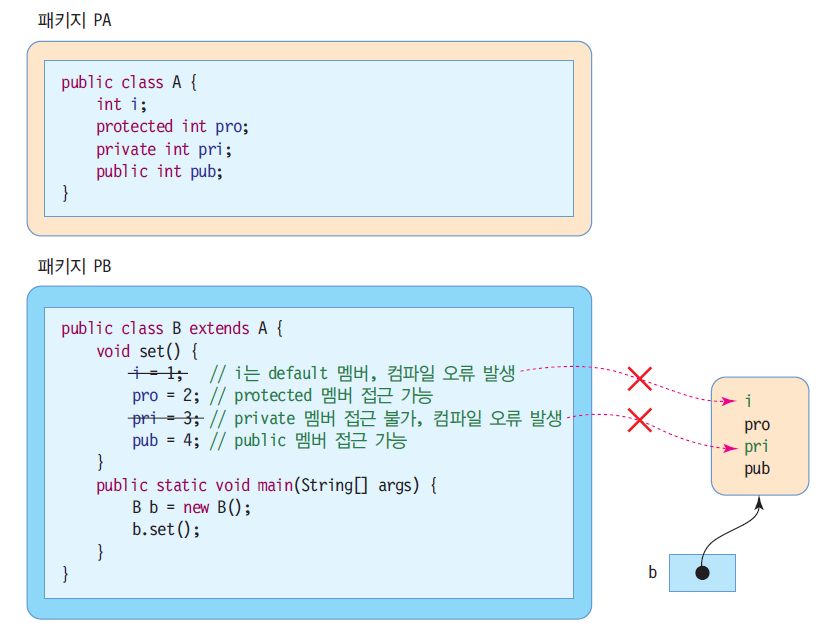 패키지 PA
public class A {
int i;
protected int pro;
private int pri;
public int pub;
}
패키지 PB
public class B extends A {
void set() {
i = 1; // i는 default 멤버, 컴파일 오류 발생
pro = 2; // protected 멤버 접근 가능
pri = 3; // private 멤버 접근 불가, 컴파일 오류 발생
pub = 4; // public 멤버 접근 가능
}
public static void main(String[] args) {
B b = new B();
b.set();
}
}
i
pro
pri
pub
b